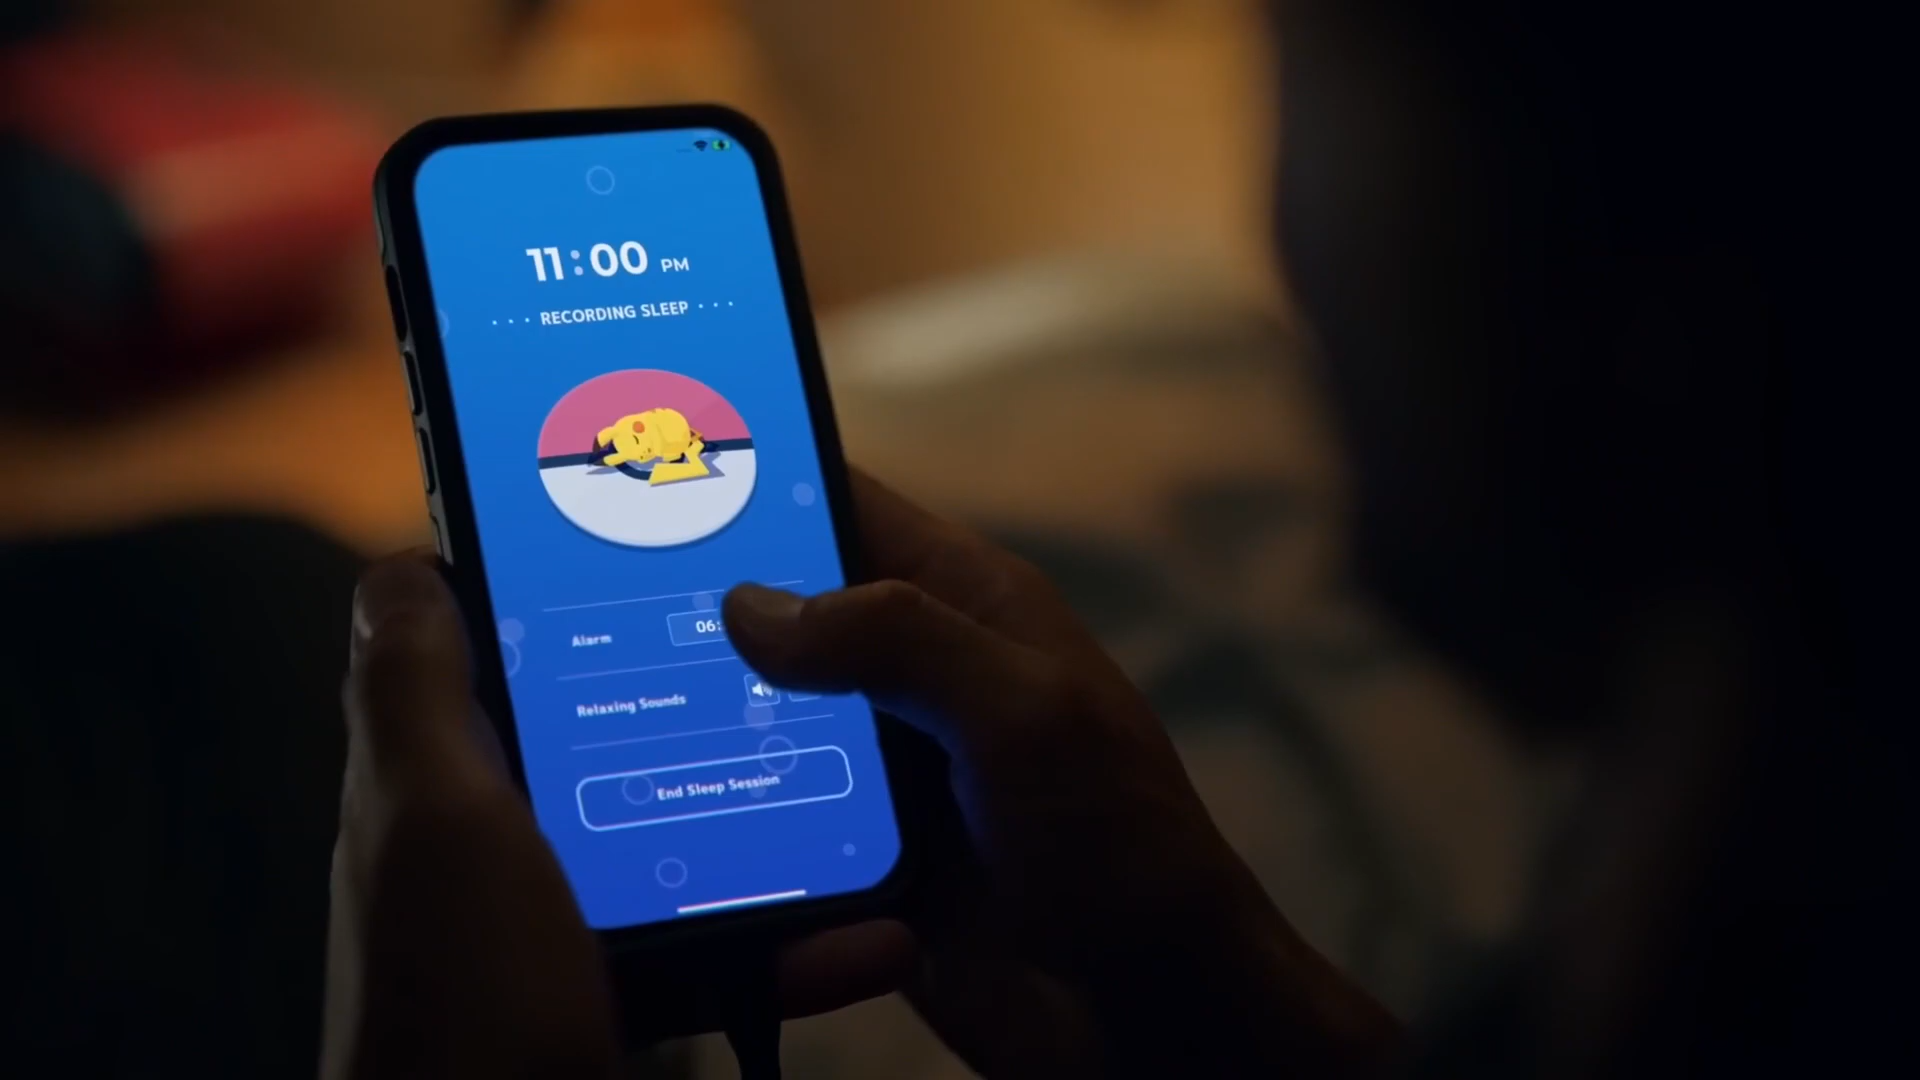 11:00 PM
··· RECORDING SLEEP ···
Alarm 06:
Relaxing Sounds
End Sleep Session